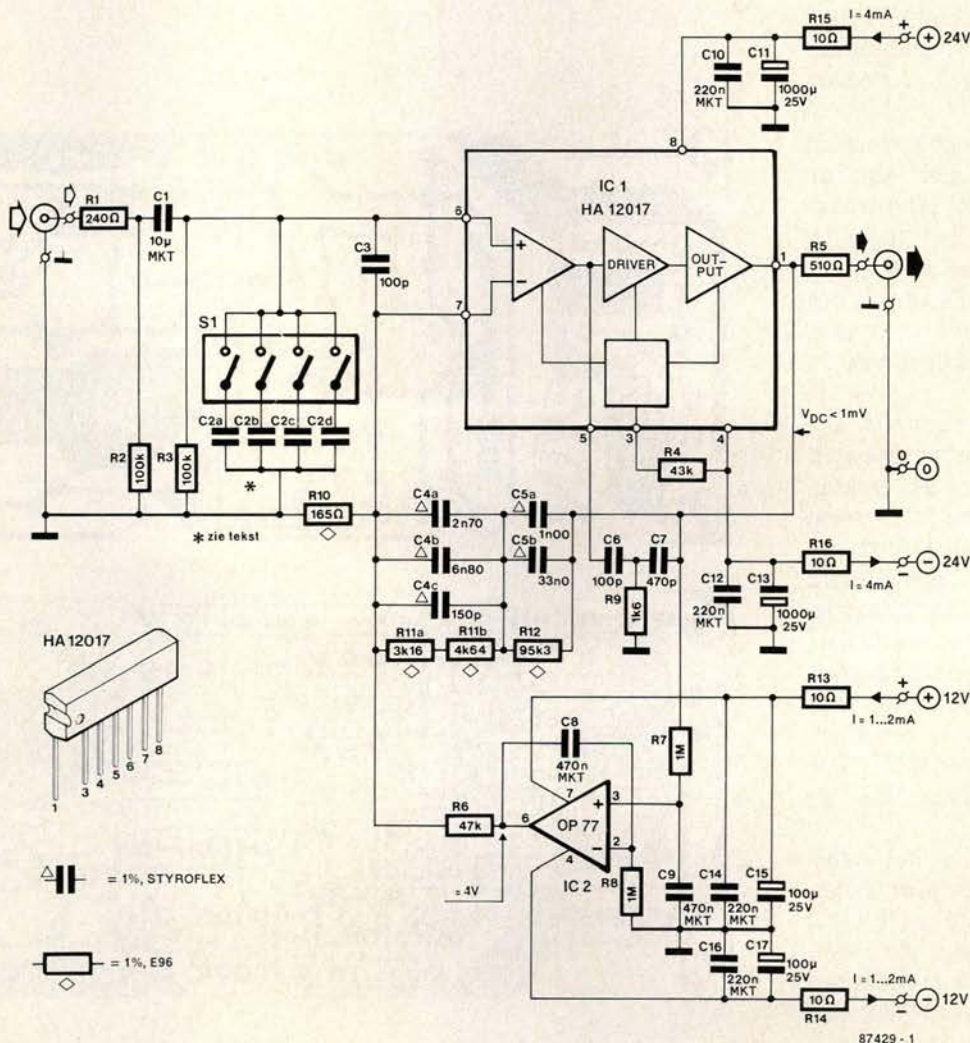 R15
10Ω
I = 4mA
+
24V
C10
220n
MKT
C11
1000µ
25V
8
IC 1
HA 12017
R1
240Ω
C1
10µ
MKT
6
+
−
DRIVER
OUT-
PUT
1
R5
510Ω
C3
100p
7
S1
C2a
C2b
C2c
C2d
*
R2
100k
R3
100k
5
3
4
R4
43k
V DC < 1mV
0
0
R10
165Ω
* zie tekst
C4a
2n70
C5a
1n00
C4b
6n80
C5b
33n0
C4c
150p
C6
100p
C7
470p
R9
1k6
R11a
3k16
R11b
4k64
R12
95k3
R16
10Ω
I = 4mA
−
24V
C12
220n
MKT
C13
1000µ
25V
HA 12017
1
3
4
5
6
7
8
R13
10Ω
+
12V
I = 1...2mA
C8
470n
MKT
R7
1M
R6
47k
6
7
3
+
OP 77
−
2
4
IC 2
R8
1M
= 4V
C9
470n
MKT
C14
220n
MKT
C15
100µ
25V
C16
220n
MKT
C17
100µ
25V
= 1%, STYROFLEX
= 1%, E96
I = 1...2mA
10Ω
R14
−
12V
87429 - 1